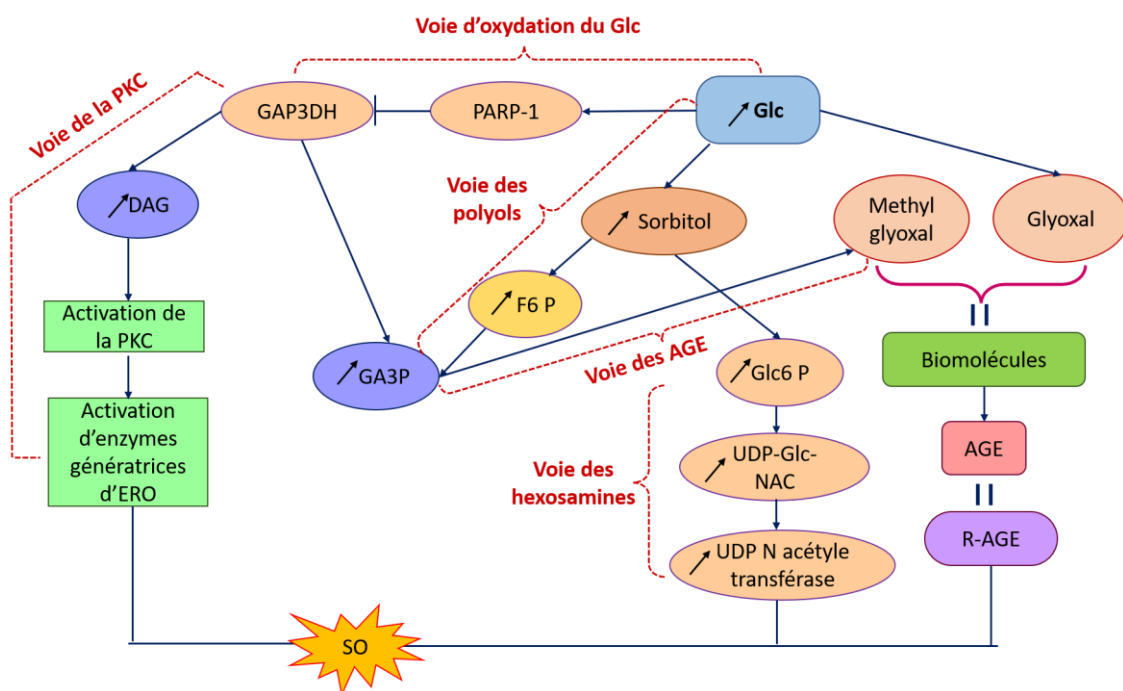 Voie d'oxydation du Glc
Voie de la PKC
GAP3DH
PARP-1
Glc
DAG
Voie des
polyols
Sorbitol
Methyl
glyoxal
Glyoxal
F6 P
Activation de
la PKC
GA3P
Voie des AGE
Glc6 P
Biomolécules
Activation
d'enzymes
génératrices
d'ERO
Voie des
hexosamines
UDP-Glc-
NAC
AGE
R-AGE
UDP N acétyle
transférase
SO